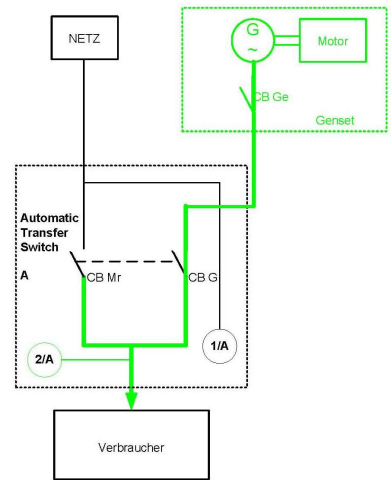 NETZ
G
~
Motor
CB Ge
Genset
Automatic
Transfer
Switch
A
CB Mr
CB G
2/A
1/A
Verbraucher